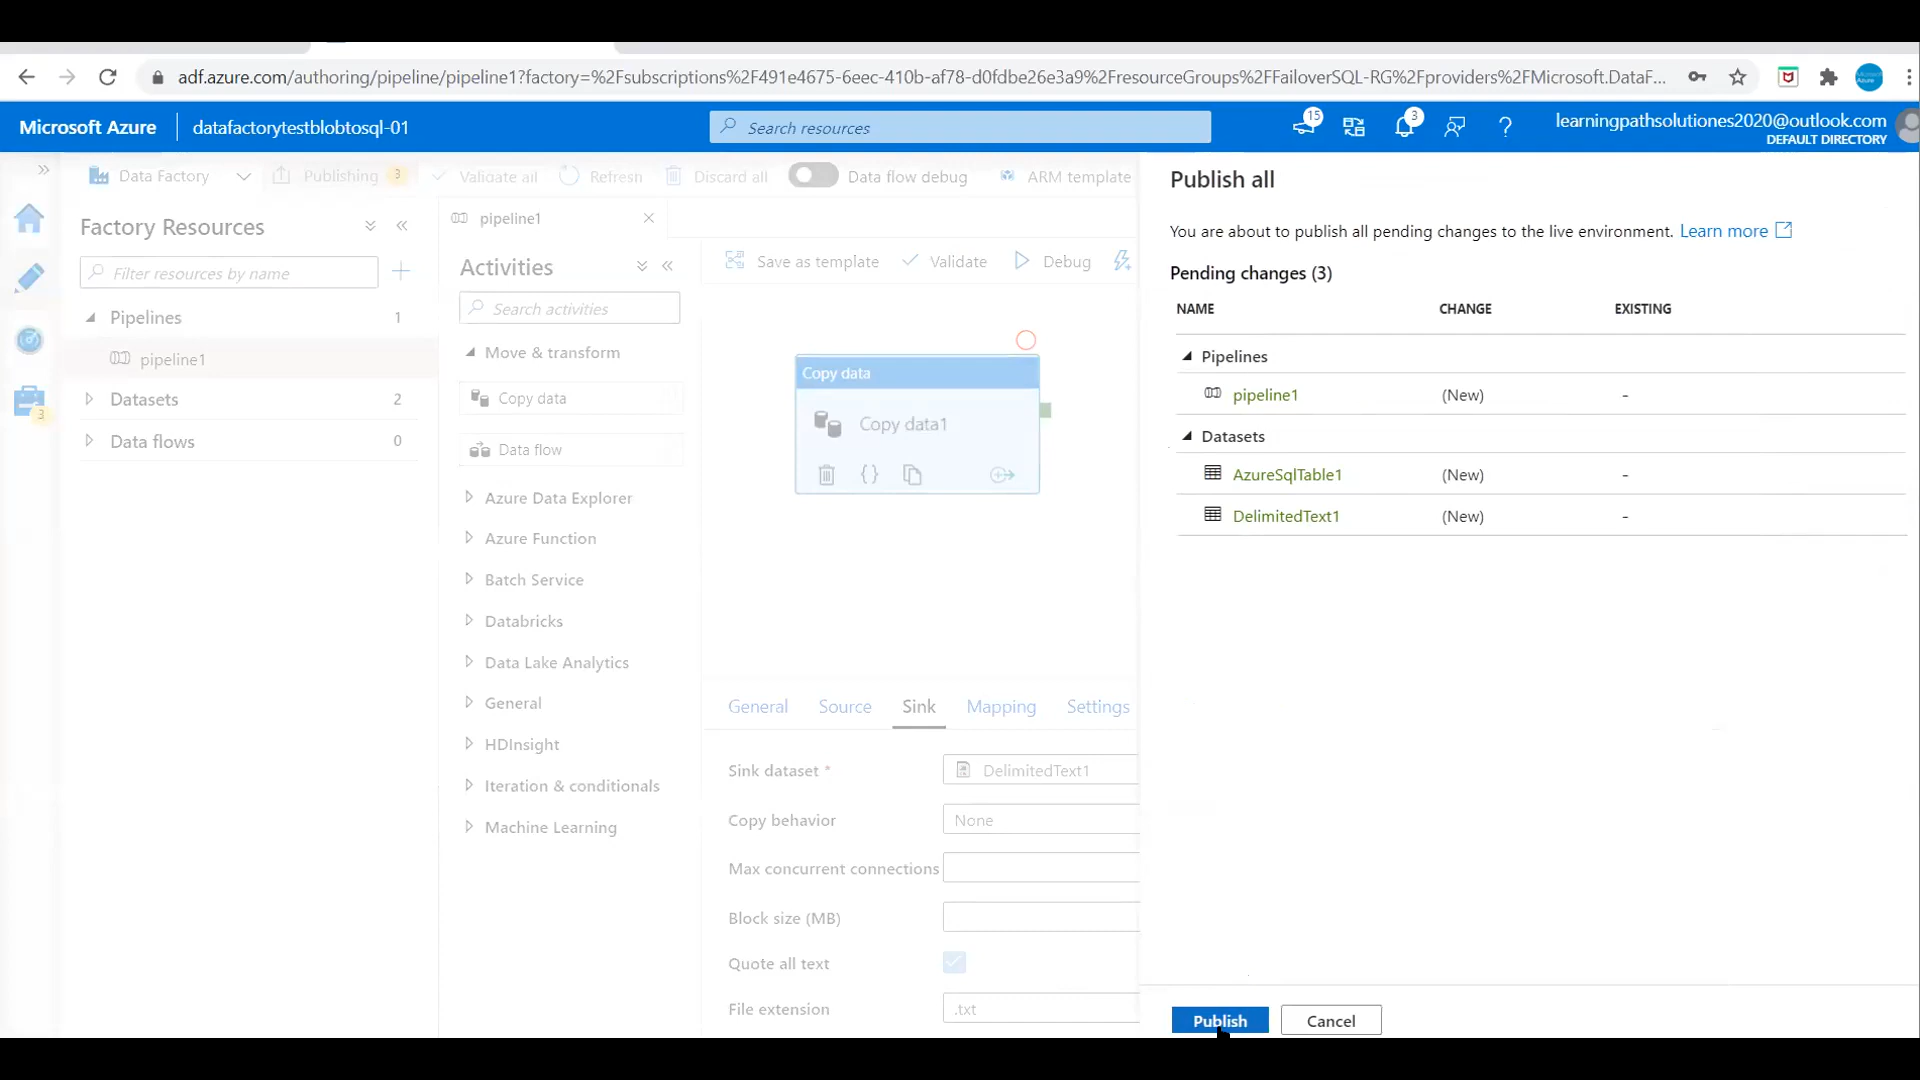 adf.azure.com/authoring/pipeline/pipeline1?factory=%2Fsubscriptions%2F491e4675-6eec-410b-af78-d0fdbe26e3a9%2FresourceGroups%2FFailoverSQL-RG%2Fproviders%2FMicrosoft.DataF...
Microsoft Azure
datafactorytestblobtosql-01
Search resources
15
3
learningpathsolutiones2020@outlook.com
DEFAULT DIRECTORY
Data Factory
Publishing 3
Validate all
Refresh
Discard all
Data flow debug
ARM template
Factory Resources
Filter resources by name
Pipelines 1
pipeline1
Datasets 2
Data flows 0
3
pipeline1
Activities
Search activities
Move & transform
Copy data
Data flow
Azure Data Explorer
Azure Function
Batch Service
Databricks
Data Lake Analytics
General
HDInsight
Iteration & conditionals
Machine Learning
Save as template
Validate
Debug
Copy data
Copy data1
General Source Sink Mapping Settings
Sink dataset * DelimitedText1
Copy behavior None
Max concurrent connections
Block size (MB)
Quote all text
File extension .txt
Publish all
You are about to publish all pending changes to the live environment. Learn more
Pending changes (3)
NAME CHANGE EXISTING
Pipelines
pipeline1 (New) -
Datasets
AzureSqlTable1 (New) -
DelimitedText1 (New) -
Publish Cancel